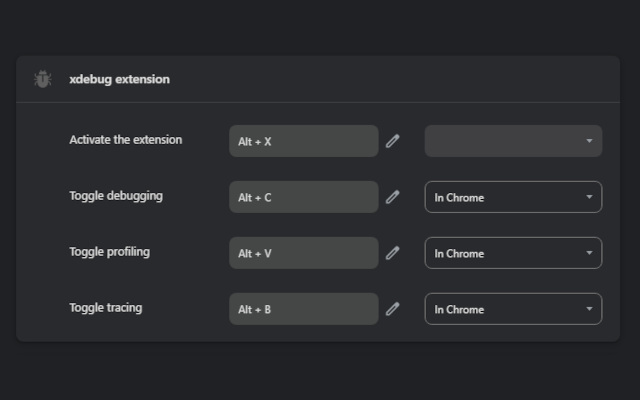 xdebug extension
Activate the extension Alt + X
Toggle debugging Alt + C In Chrome
Toggle profiling Alt + V In Chrome
Toggle tracing Alt + B In Chrome